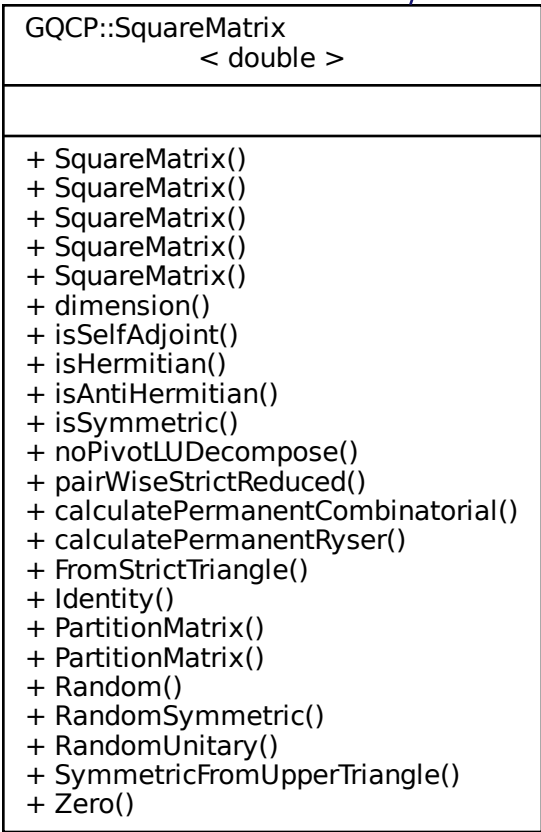 GQCP::SquareMatrix
< double >
+ SquareMatrix()
+ SquareMatrix()
+ SquareMatrix()
+ SquareMatrix()
+ SquareMatrix()
+ dimension()
+ isSelfAdjoint()
+ isHermitian()
+ isAntiHermitian()
+ isSymmetric()
+ noPivotLUDecompose()
+ pairWiseStrictReduced()
+ calculatePermanentCombinatorial()
+ calculatePermanentRyser()
+ FromStrictTriangle()
+ Identity()
+ PartitionMatrix()
+ PartitionMatrix()
+ Random()
+ RandomSymmetric()
+ RandomUnitary()
+ SymmetricFromUpperTriangle()
+ Zero()